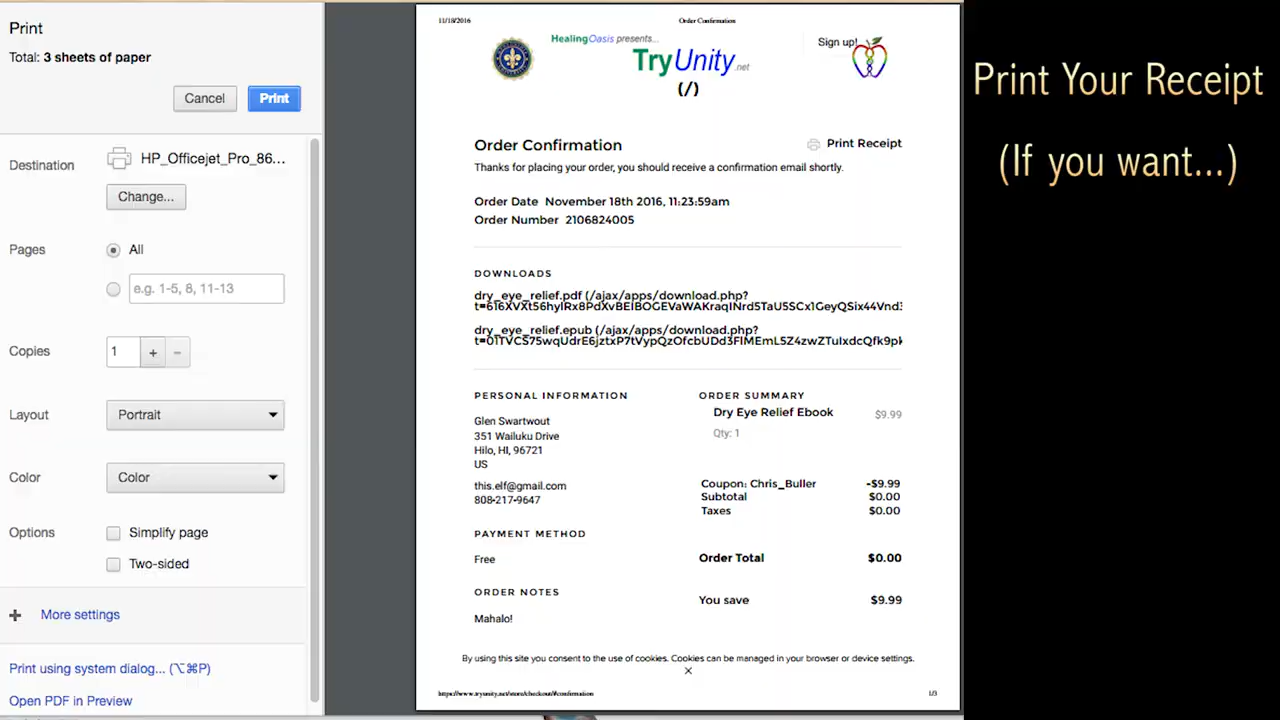 Print
Total: 3 sheets of paper
Cancel
Print
Destination
HP_Officejet_Pro_86...
Change...
Pages
All
e.g. 1-5, 8, 11-13
Copies
1
+
-
Layout
Portrait
Color
Color
Options
Simplify page
Two-sided
+ More settings
Print using system dialog... (⌥⌘P)
Open PDF in Preview
11/18/2016
Order Confirmation
HealingOasis presents...
TryUnity.net
(/)
Sign up!
Order Confirmation
Print Receipt
Thanks for placing your order, you should receive a confirmation email shortly.
Order Date November 18th 2016, 11:23:59am
Order Number 2106824005
DOWNLOADS
dry_eye_relief.pdf (/ajax/apps/download.php?
dry_eye_relief.epub (/ajax/apps/download.php?
PERSONAL INFORMATION
Glen Swartwout
351 Wailuku Drive
Hilo, HI, 96721
US
this.elf@gmail.com
808-217-9647
PAYMENT METHOD
Free
ORDER NOTES
Mahalo!
ORDER SUMMARY
Dry Eye Relief Ebook $9.99
Qty: 1
Coupon: Chris_Buller -$9.99
Subtotal $0.00
Taxes $0.00
Order Total $0.00
You save $9.99
By using this site you consent to the use of cookies. Cookies can be managed in your browser or device settings.
https://www.tryunity.net/store/checkout/#confirmation
1/3
Print Your Receipt
(If you want...)